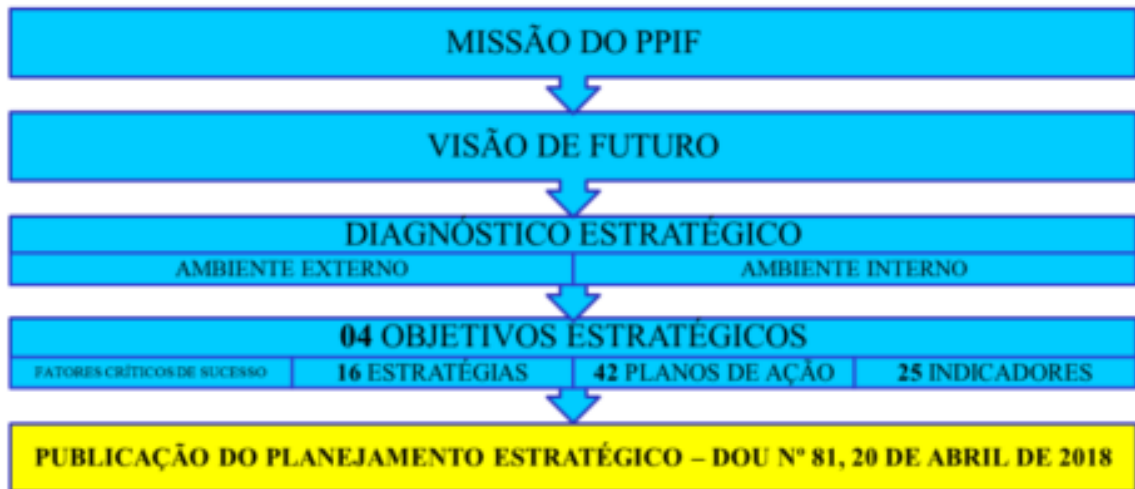 MISSÃO DO PPIF
VISÃO DE FUTURO
DIAGNÓSTICO ESTRATÉGICO
AMBIENTE EXTERNO AMBIENTE INTERNO
04 OBJETIVOS ESTRATÉGICOS
FATORES CRÍTICOS DE SUCESSO 16 ESTRATÉGIAS 42 PLANOS DE AÇÃO 25 INDICADORES
PUBLICAÇÃO DO PLANEJAMENTO ESTRATÉGICO – DOU Nº 81, 20 DE ABRIL DE 2018